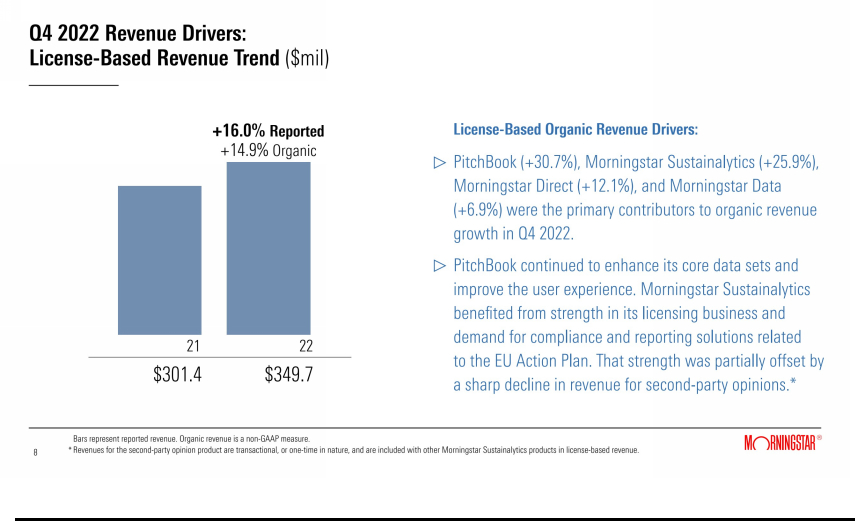 Q4 2022 Revenue Drivers:
License-Based Revenue Trend ($mil)
+16.0% Reported
+14.9% Organic
21
22
$301.4
$349.7
License-Based Organic Revenue Drivers:
▷ PitchBook (+30.7%), Morningstar Sustainalytics (+25.9%),
Morningstar Direct (+12.1%), and Morningstar Data
(+6.9%) were the primary contributors to organic revenue
growth in Q4 2022.
▷ PitchBook continued to enhance its core data sets and
improve the user experience. Morningstar Sustainalytics
benefited from strength in its licensing business and
demand for compliance and reporting solutions related
to the EU Action Plan. That strength was partially offset by
a sharp decline in revenue for second-party opinions.*
Bars represent reported revenue. Organic revenue is a non-GAAP measure.
* Revenues for the second-party opinion product are transactional, or one-time in nature, and are included with other Morningstar Sustainalytics products in license-based revenue.
8
MORNINGSTAR®